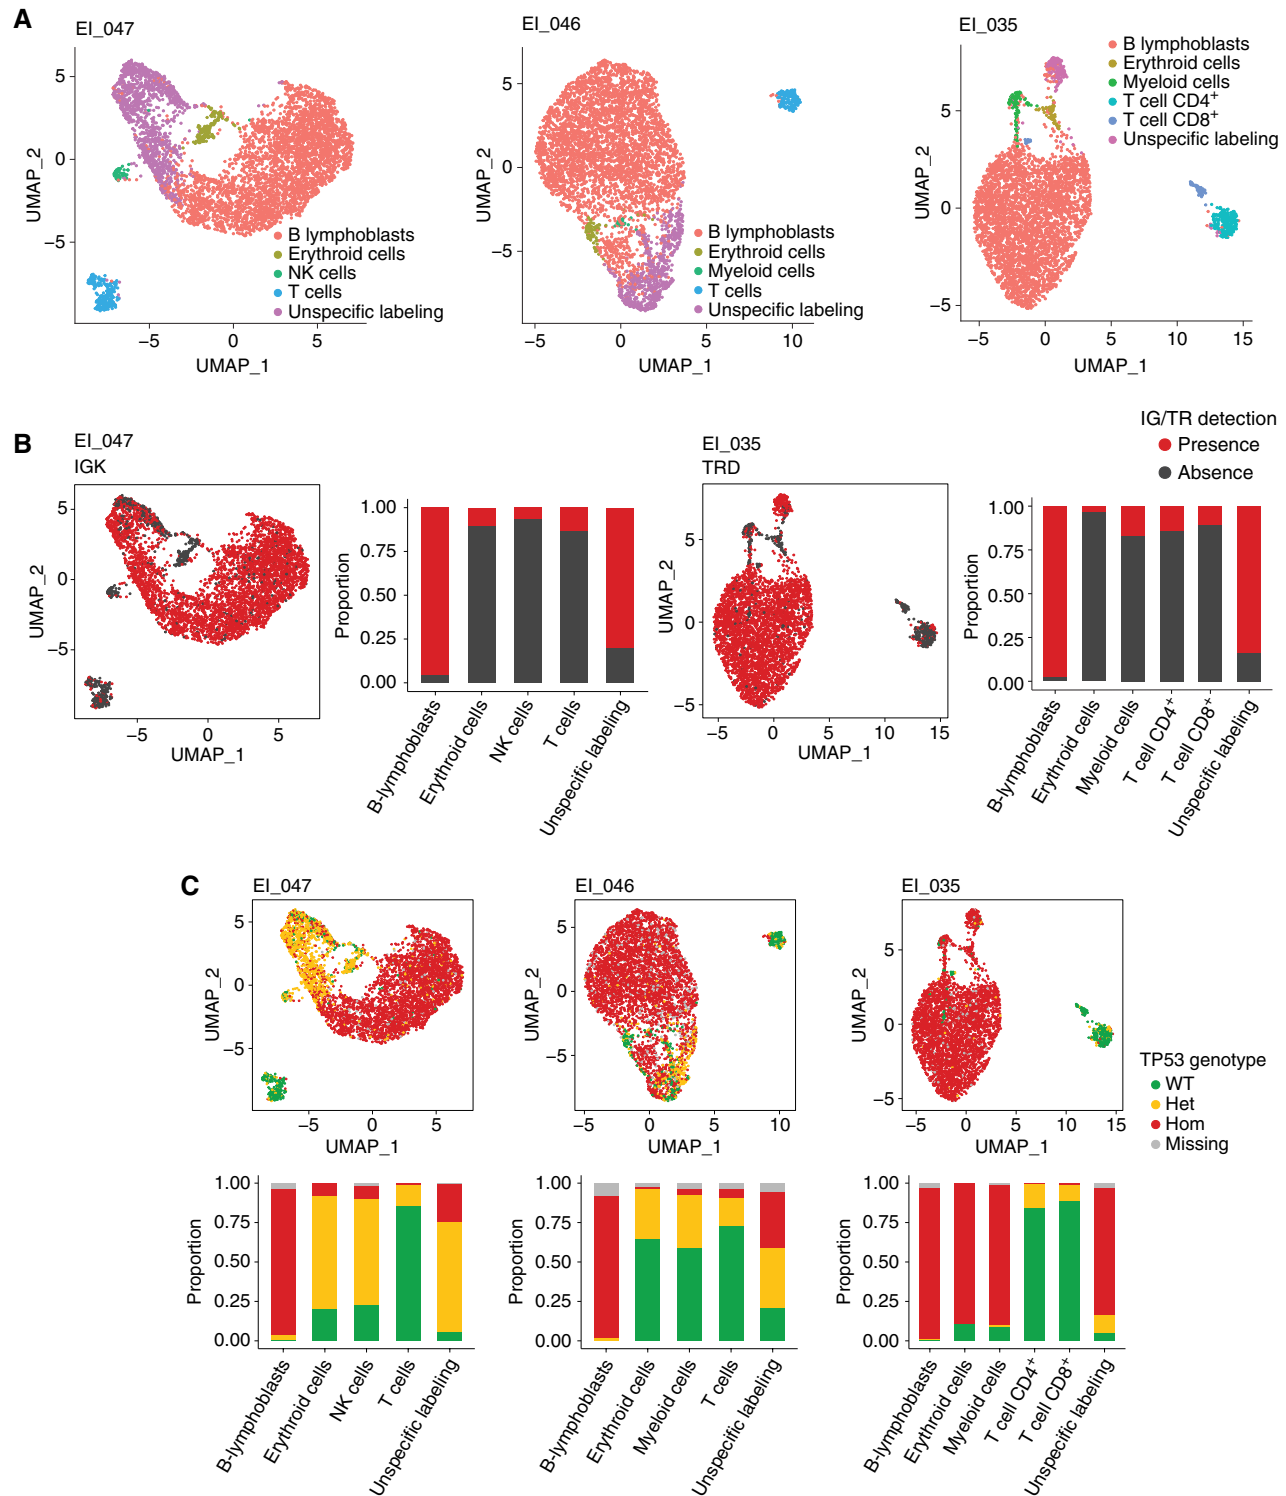 A
EI_047
5
0
−5
UMAP_2
−5
0
5
UMAP_1
B lymphoblasts
Erythroid cells
NK cells
T cells
Unspecific labeling
EI_046
5
0
−5
UMAP_2
−5
0
5
10
UMAP_1
B lymphoblasts
Erythroid cells
Myeloid cells
T cells
Unspecific labeling
EI_035
5
0
−5
UMAP_2
−5
0
5
10
15
UMAP_1
B lymphoblasts
Erythroid cells
Myeloid cells
T cell CD4+
T cell CD8+
Unspecific labeling
B
EI_047
IGK
5
0
−5
UMAP_2
−5
0
5
UMAP_1
1.00
0.75
0.50
0.25
0.00
Proportion
B-lymphoblasts
Erythroid cells
NK cells
T cells
Unspecific labeling
EI_035
TRD
5
0
−5
UMAP_2
−5
0
5
10
15
UMAP_1
IG/TR detection
Presence
Absence
1.00
0.75
0.50
0.25
0.00
Proportion
B-lymphoblasts
Erythroid cells
Myeloid cells
T cell CD4+
T cell CD8+
Unspecific labeling
C
EI_047
5
0
−5
UMAP_2
−5
0
5
UMAP_1
EI_046
5
0
−5
UMAP_2
−5
0
5
10
UMAP_1
EI_035
5
0
−5
UMAP_2
−5
0
5
10
15
UMAP_1
TP53 genotype
WT
Het
Hom
Missing
1.00
0.75
0.50
0.25
0.00
Proportion
B-lymphoblasts
Erythroid cells
NK cells
T cells
Unspecific labeling
1.00
0.75
0.50
0.25
0.00
Proportion
B-lymphoblasts
Erythroid cells
Myeloid cells
T cells
Unspecific labeling
1.00
0.75
0.50
0.25
0.00
Proportion
B-lymphoblasts
Erythroid cells
Myeloid cells
T cell CD4+
T cell CD8+
Unspecific labeling